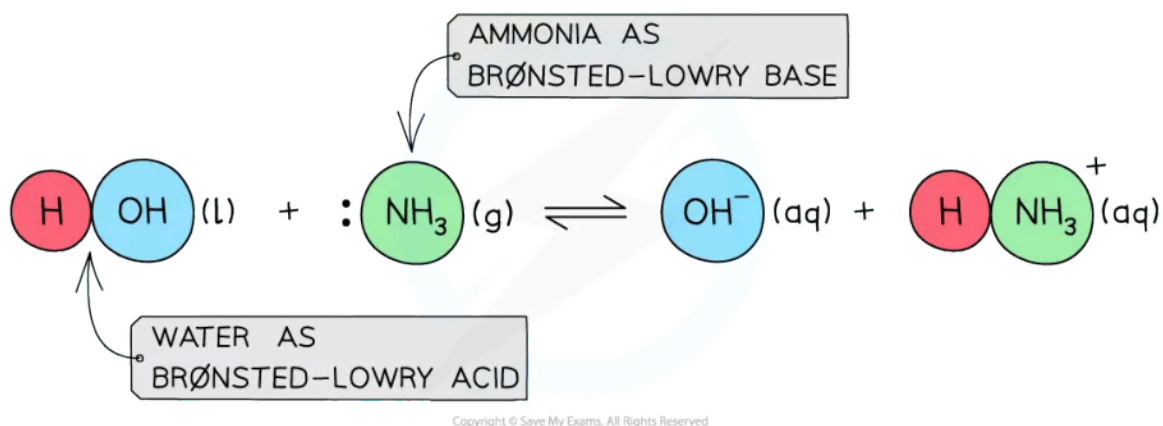 AMMONIA AS
BRØNSTED-LOWRY BASE
H OH (l) + : NH₃ (g) ⇌ OH⁻ (aq) + H NH₃⁺ (aq)
WATER AS
BRØNSTED-LOWRY ACID
Copyright © Save My Exams. All Rights Reserved